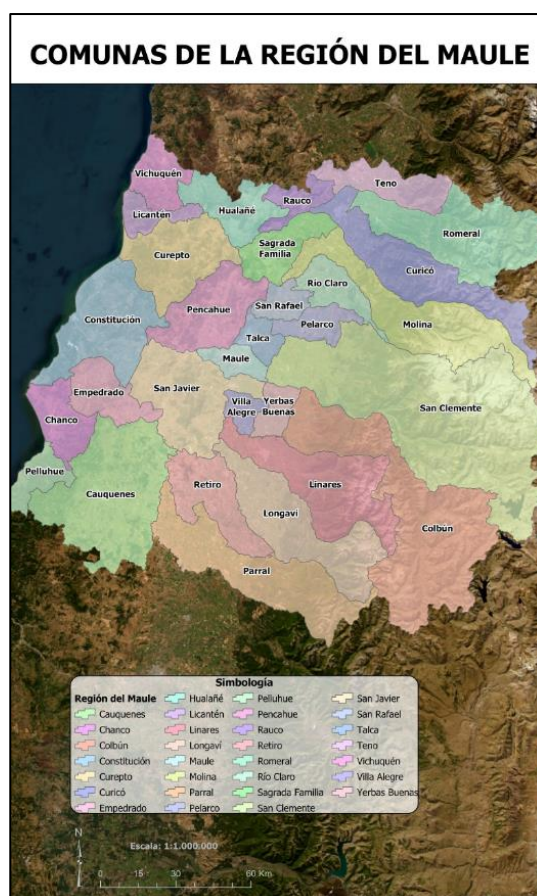 COMUNAS DE LA REGIÓN DEL MAULE
Vichuquén
Teno
Licantén
Hualañé
Rauco
Romeral
Sagrada
Familia
Curepto
Curicó
Río Claro
San Rafael
Pencahue
Constitución
Molina
Pelarco
Talca
Maule
San Javier
Empedrado
Villa
Alegre
Yerbas
Buenas
San Clemente
Chanco
Pelluhue
Cauquenes
Retiro
Linares
Longaví
Colbún
Parral
Simbología
Región del Maule
Cauquenes
Chanco
Colbún
Constitución
Curepto
Curicó
Empedrado
Hualañé
Licantén
Linares
Longaví
Maule
Molina
Parral
Pelarco
Pelluhue
Pencahue
Rauco
Retiro
Romeral
Río Claro
Sagrada Familia
San Clemente
San Javier
San Rafael
Talca
Teno
Vichuquén
Villa Alegre
Yerbas Buenas
N
Escala: 1:1.000.000
0 15 30 60 Km